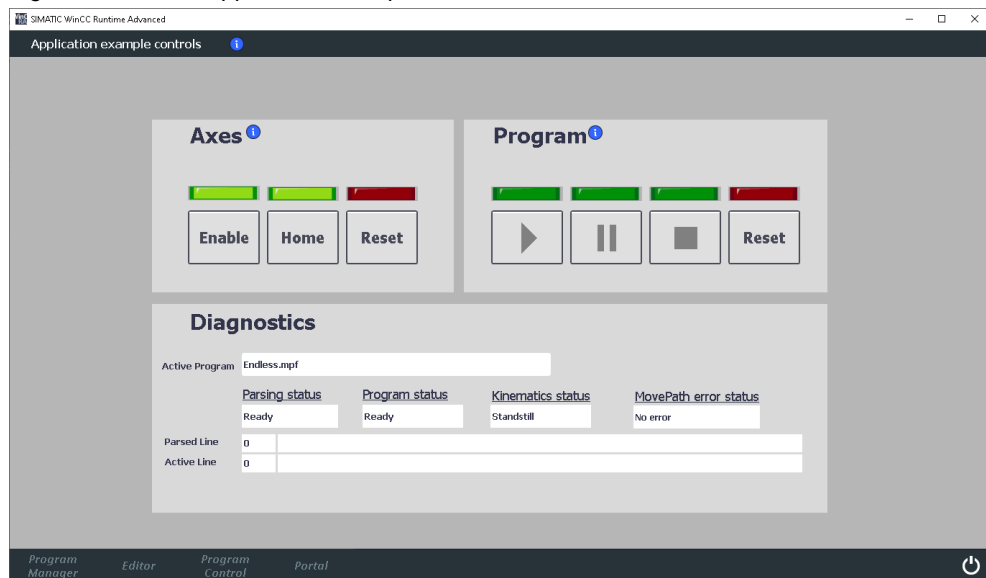 SIMATIC WinCC Runtime Advanced
Application example controls
Axes
Program
Enable
Home
Reset
Reset
Diagnostics
Active Program Endless.mpf
Parsing status Program status Kinematics status MovePath error status
Ready Ready Standstill No error
Parsed Line 0
Active Line 0
Program Manager
Editor
Program Control
Portal